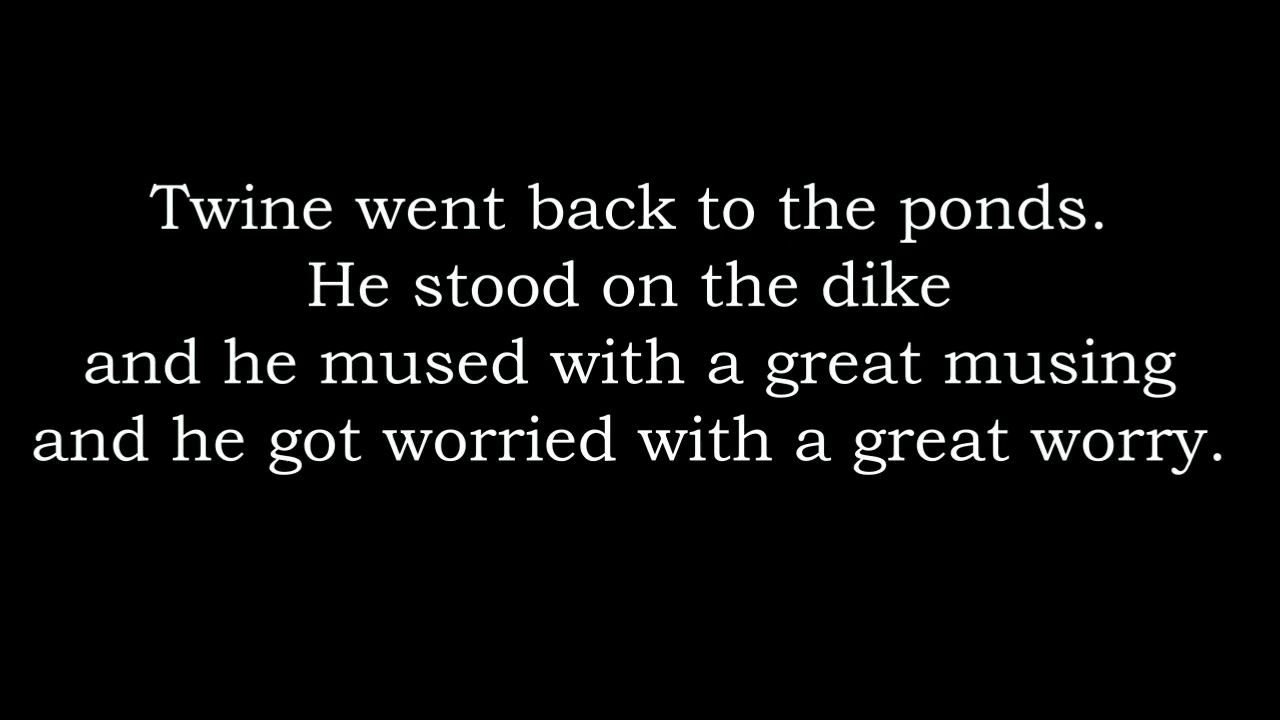 Twine went back to the ponds.
He stood on the dike
and he mused with a great musing
and he got worried with a great worry.